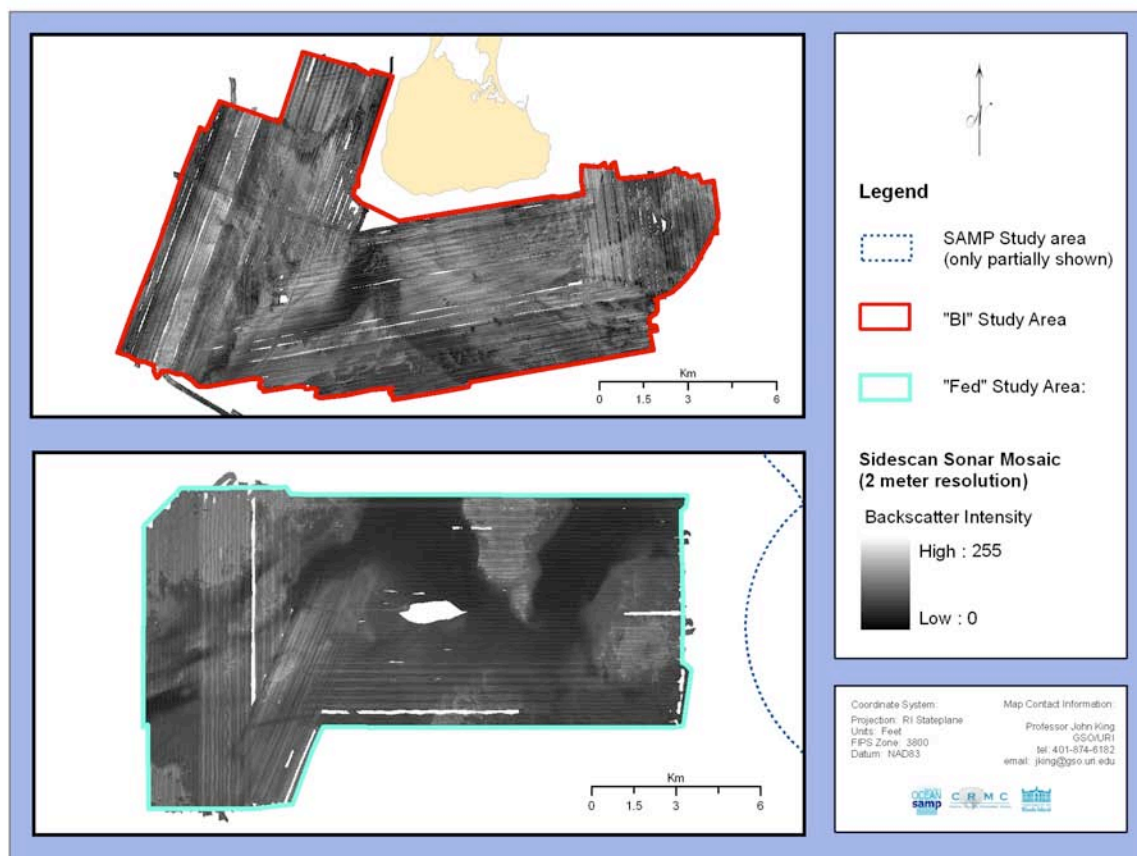 Km
0 1.5 3 6
Km
0 1.5 3 6
N
Legend
SAMP Study area
(only partially shown)
"BI" Study Area
"Fed" Study Area:
Sidescan Sonar Mosaic
(2 meter resolution)
Backscatter Intensity
High : 255
Low : 0
Coordinate System:
Projection: RI Stateplane
Units: Feet
FIPS Zone: 3800
Datum: NAD83
Map Contact Information:
Professor John King
GSO/URI
tel: 401-874-6182
email: jking@gso.uri.edu
OCEAN
samp
C R M C